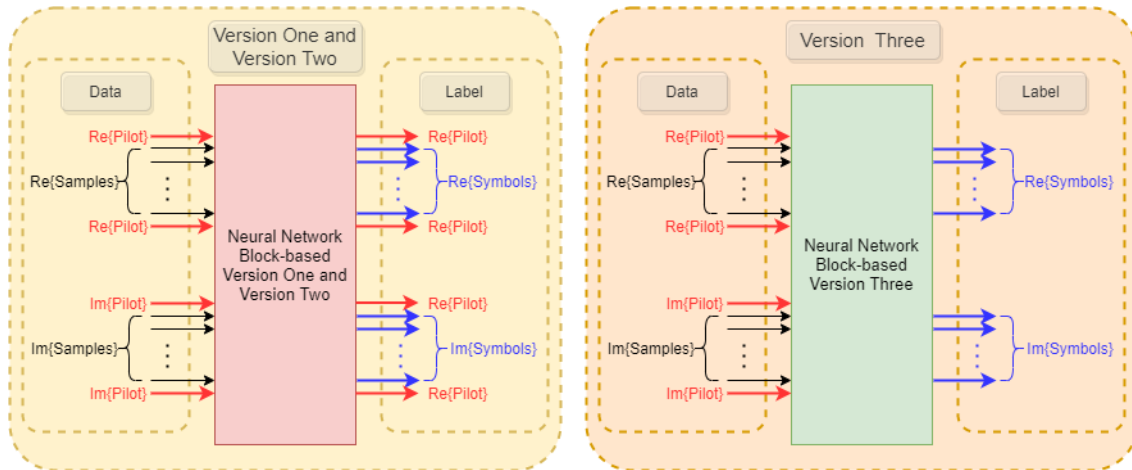 Version One and
Version Two
Data
Label
Re{Pilot}
Re{Samples}
Re{Pilot}
Im{Pilot}
Im{Samples}
Im{Pilot}
Neural Network
Block-based
Version One and
Version Two
Re{Pilot}
Re{Symbols}
Re{Pilot}
Re{Pilot}
Im{Symbols}
Re{Pilot}
Version Three
Data
Label
Re{Pilot}
Re{Samples}
Re{Pilot}
Im{Pilot}
Im{Samples}
Im{Pilot}
Neural Network
Block-based
Version Three
Re{Symbols}
Im{Symbols}